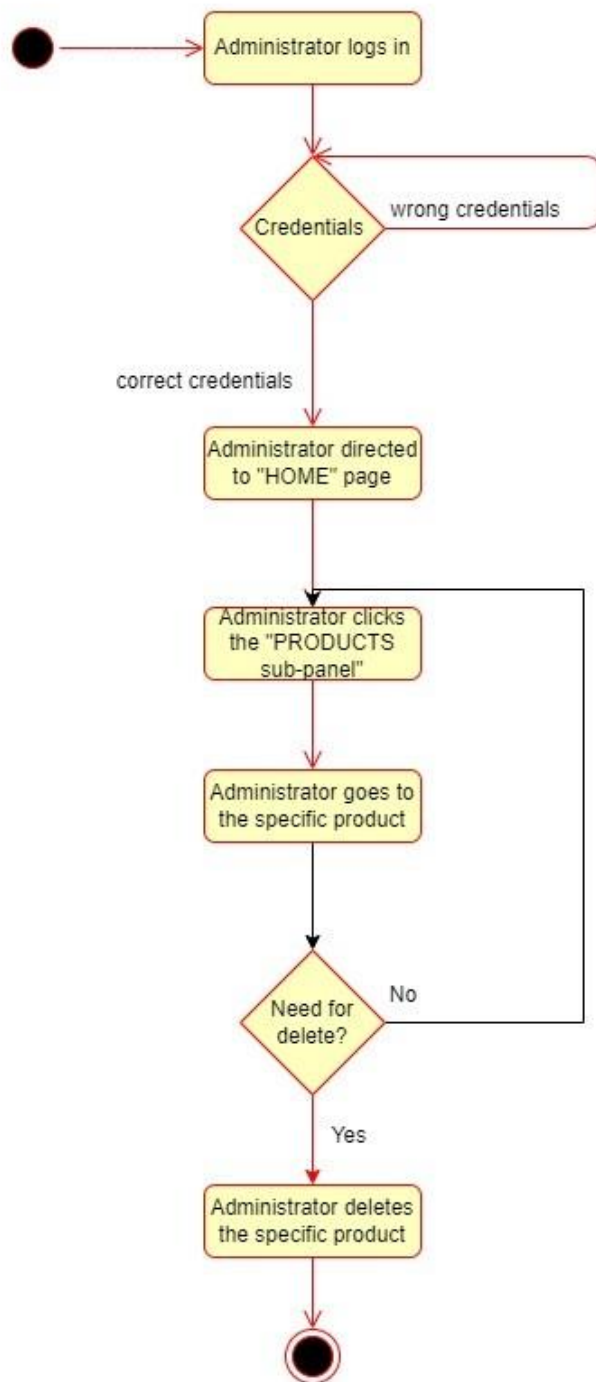 Administrator logs in
Credentials
wrong credentials
correct credentials
Administrator directed
to "HOME" page
Administrator clicks
the "PRODUCTS
sub-panel"
Administrator goes to
the specific product
Need for
delete?
No
Yes
Administrator deletes
the specific product